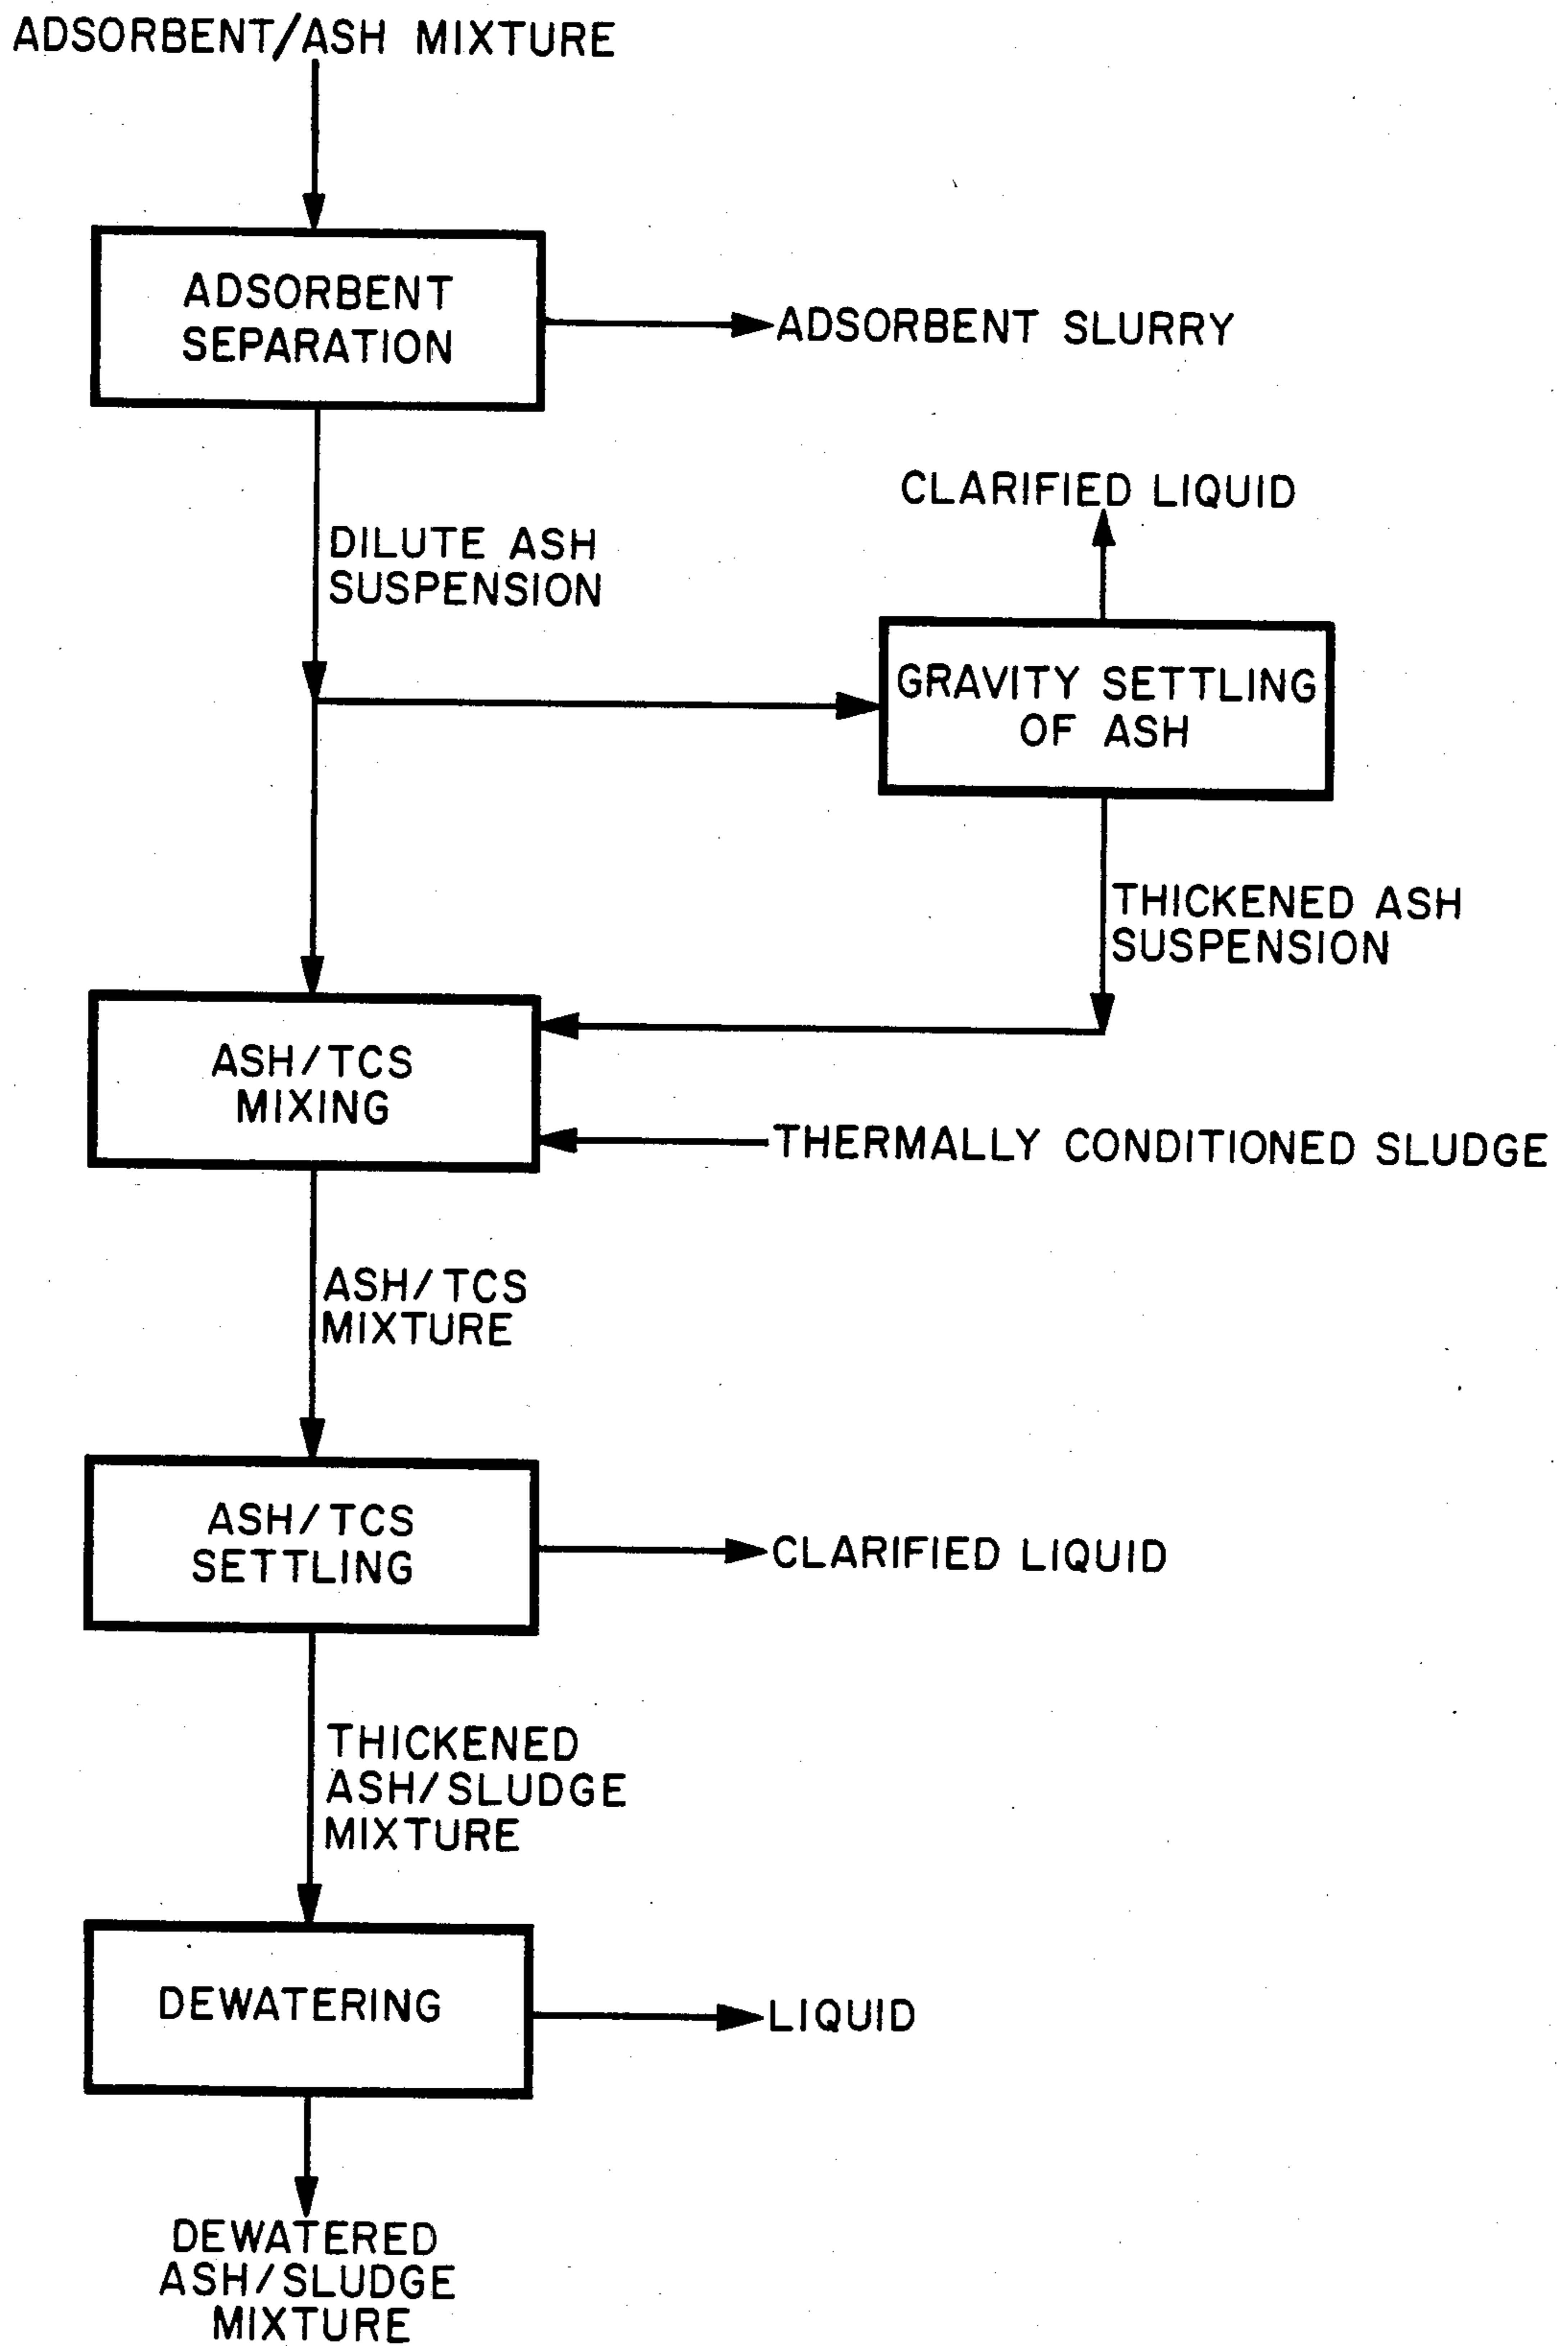 ADSORBENT/ASH MIXTURE
ADSORBENT
SEPARATION
ADSORBENT SLURRY
CLARIFIED LIQUID
DILUTE ASH
SUSPENSION
GRAVITY SETTLING
OF ASH
THICKENED ASH
SUSPENSION
ASH/TCS
MIXING
THERMALLY CONDITIONED SLUDGE
ASH/TCS
MIXTURE
ASH/TCS
SETTLING
CLARIFIED LIQUID
THICKENED
ASH/SLUDGE
MIXTURE
DEWATERING
LIQUID
DEWATERED
ASH/SLUDGE
MIXTURE